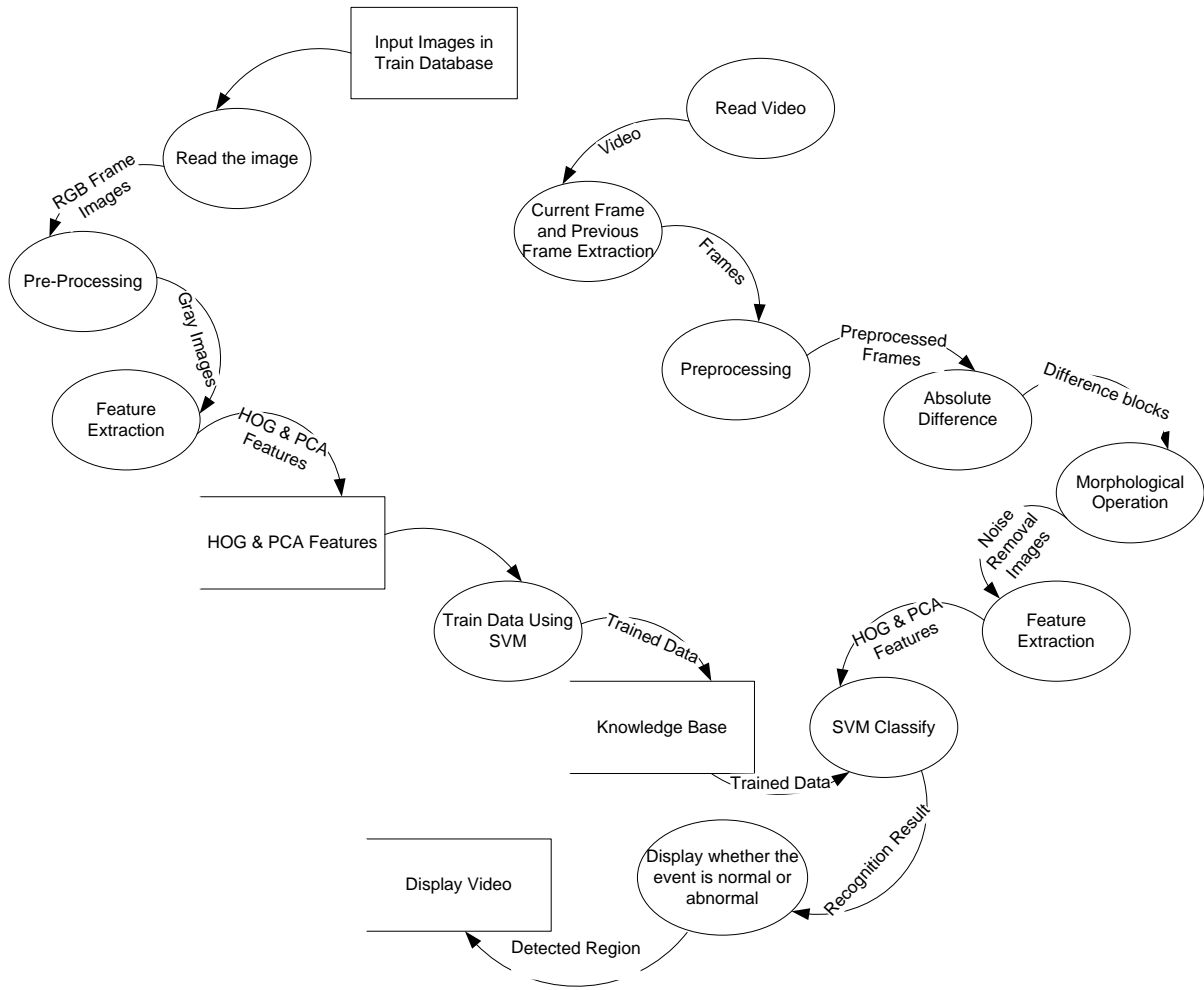 Input Images in
Train Database
Read the image
RGB Frame
Images
Pre-Processing
Gray Images
Feature
Extraction
HOG & PCA
Features
HOG & PCA Features
Train Data Using
SVM
Trained Data
Knowledge Base
Trained Data
Read Video
Video
Current Frame
and Previous
Frame Extraction
Frames
Preprocessing
Preprocessed
Frames
Absolute
Difference
Difference blocks
Morphological
Operation
Noise
Removal
Images
Feature
Extraction
HOG & PCA
Features
SVM Classify
Recognition Result
Display whether the
event is normal or
abnormal
Detected Region
Display Video